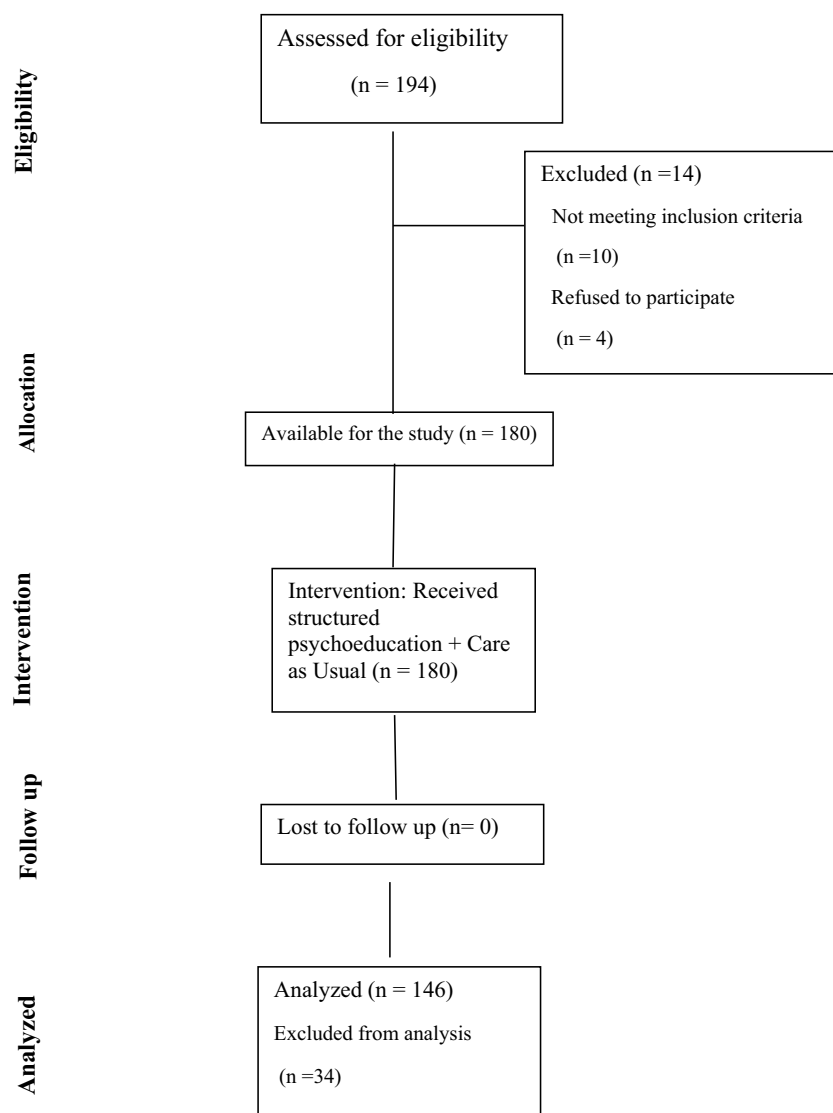 Eligibility
Assessed for eligibility
(n = 194)
Excluded (n =14)
Not meeting inclusion criteria
(n =10)
Refused to participate
(n = 4)
Allocation
Available for the study (n = 180)
Intervention
Intervention: Received
structured
psychoeducation + Care
as Usual (n = 180)
Follow up
Lost to follow up (n= 0)
Analyzed
Analyzed (n = 146)
Excluded from analysis
(n =34)